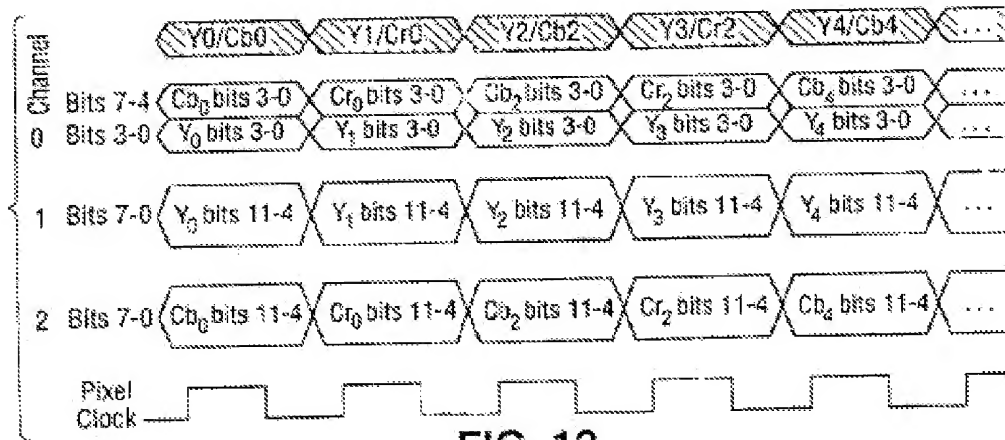 Y0/Cb0 Y1/Cr0 Y2/Cb2 Y3/Cr2 Y4/Cb4 ...
Channel
Bits 7-4 Cb0 bits 3-0 Cr0 bits 3-0 Cb2 bits 3-0 Cr2 bits 3-0 Cb4 bits 3-0 ...
0 Bits 3-0 Y0 bits 3-0 Y1 bits 3-0 Y2 bits 3-0 Y3 bits 3-0 Y4 bits 3-0 ...
1 Bits 7-0 Y0 bits 11-4 Y1 bits 11-4 Y2 bits 11-4 Y3 bits 11-4 Y4 bits 11-4 ...
2 Bits 7-0 Cb0 bits 11-4 Cr0 bits 11-4 Cb2 bits 11-4 Cr2 bits 11-4 Cb4 bits 11-4 ...
Pixel
Clock